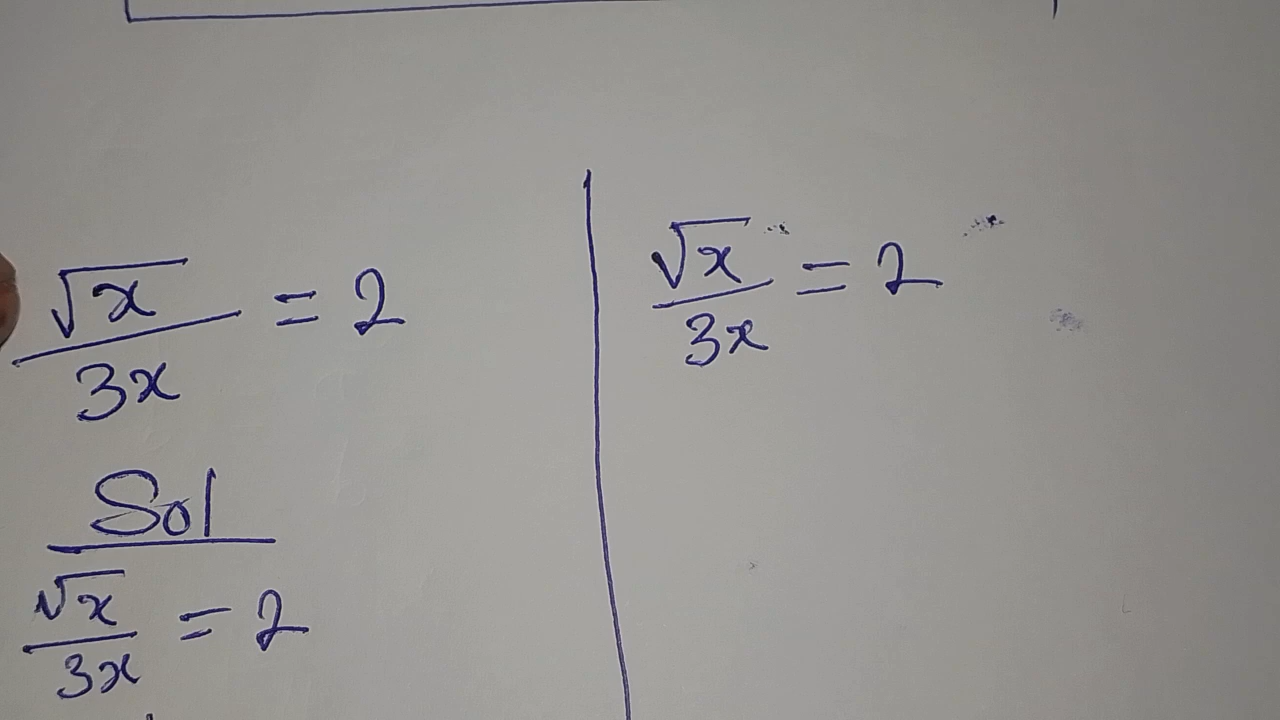 √x/3x = 2
Sol
√x/3x = 2
√x/3x = 2